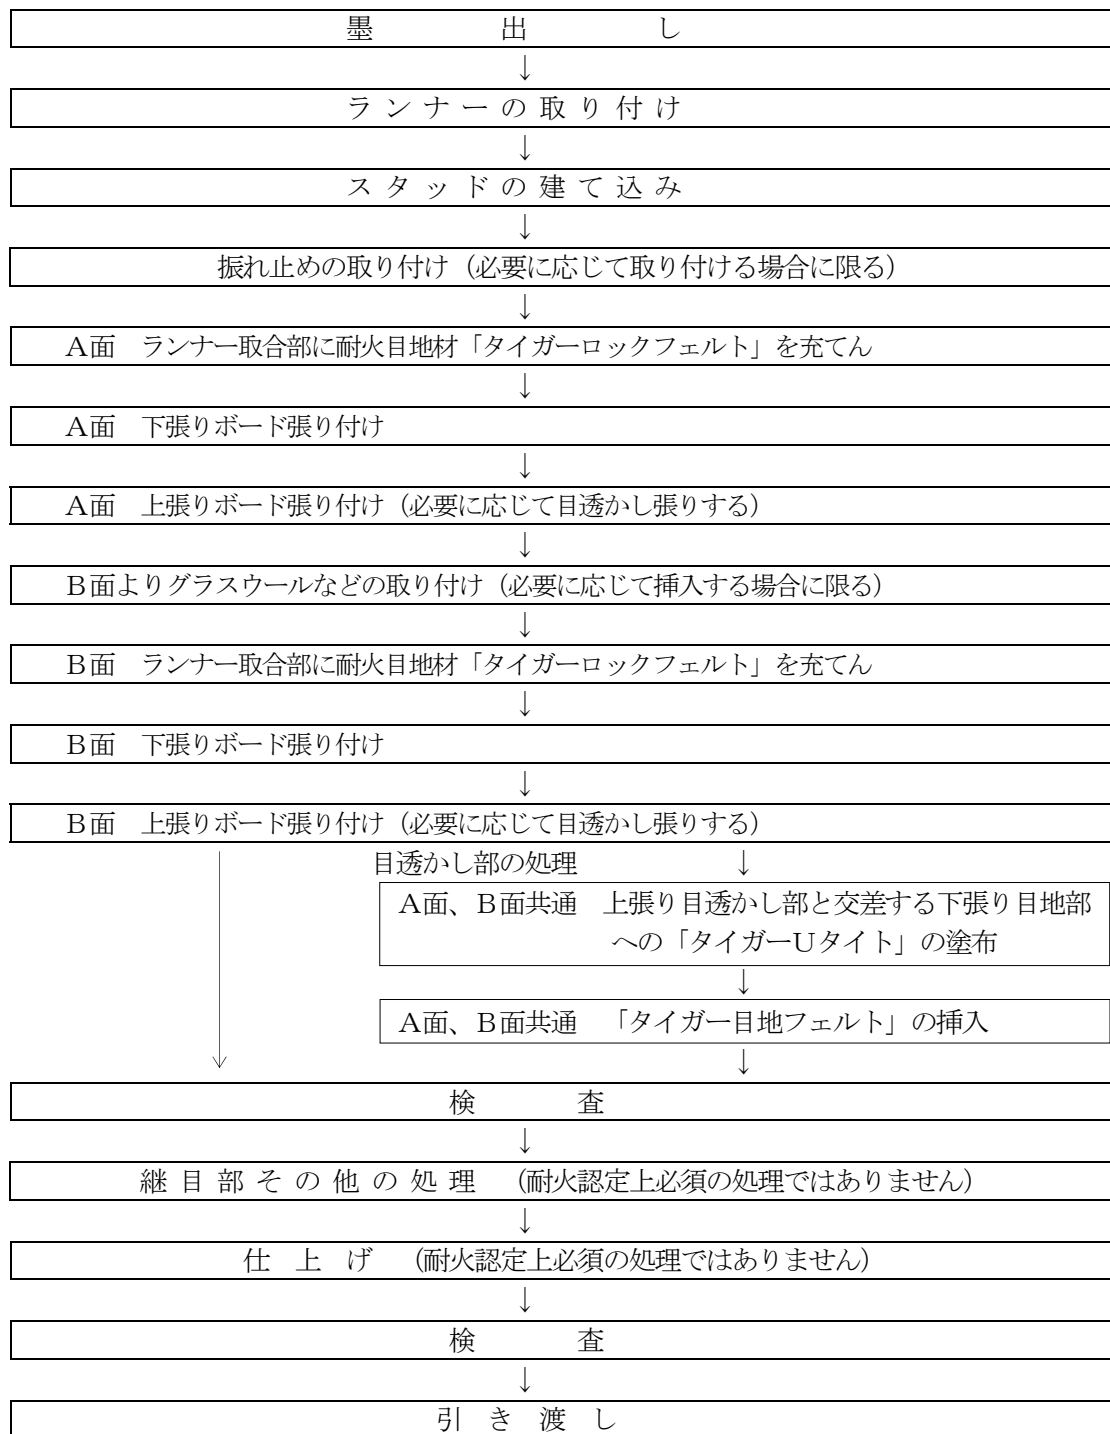 墨出し
↓
ランナーの取り付け
↓
スタッドの建て込み
↓
振れ止めの取り付け（必要に応じて取り付ける場合に限る）
↓
Ａ面　ランナー取合部に耐火目地材「タイガーロックフェルト」を充てん
↓
Ａ面　下張りボード張り付け
↓
Ａ面　上張りボード張り付け（必要に応じて目透かし張りする）
↓
Ｂ面よりグラスウールなどの取り付け（必要に応じて挿入する場合に限る）
↓
Ｂ面　ランナー取合部に耐火目地材「タイガーロックフェルト」を充てん
↓
Ｂ面　下張りボード張り付け
↓
Ｂ面　上張りボード張り付け（必要に応じて目透かし張りする）
目透かし部の処理　↓
Ａ面、Ｂ面共通　上張り目透かし部と交差する下張り目地部
への「タイガーＵタイト」の塗布
↓
Ａ面、Ｂ面共通　「タイガー目地フェルト」の挿入
↓
検査
↓
継目部その他の処理　（耐火認定上必須の処理ではありません）
↓
仕上げ　（耐火認定上必須の処理ではありません）
↓
検査
↓
引き渡し